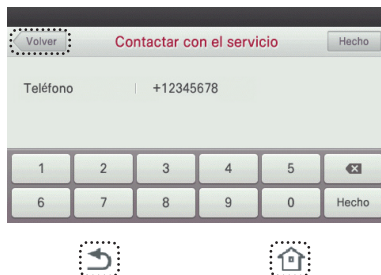 Volver Contactar con el servicio Hecho
Teléfono +12345678
1 2 3 4 5
6 7 8 9 0 Hecho